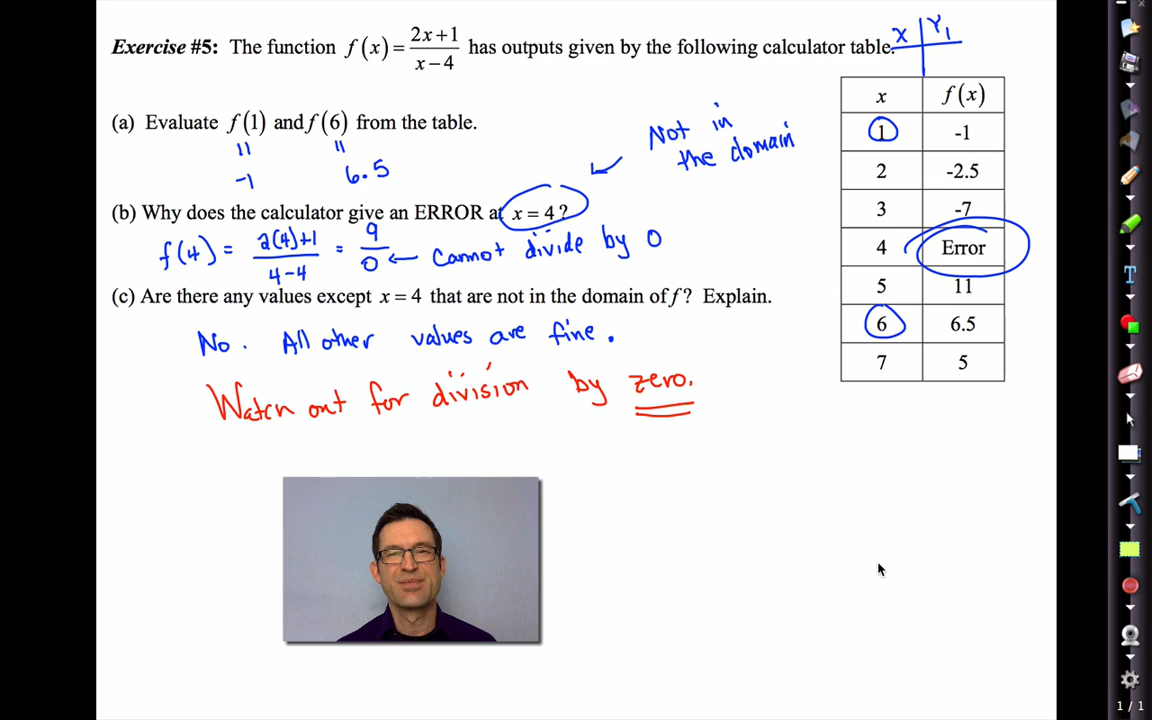 Exercise #5: The function f(x) = (2x+1)/(x−4) has outputs given by the following calculator table.
X | Y₁
(a) Evaluate f(1) and f(6) from the table.
" "
-1 6.5
Not in
the domain
(b) Why does the calculator give an ERROR at x = 4?
f(4) = (2(4)+1)/(4-4) = 9/0 ← Cannot divide by 0
(c) Are there any values except x = 4 that are not in the domain of f? Explain.
No. All other values are fine.
Watch out for division by zero.
x f(x)
1 -1
2 -2.5
3 -7
4 Error
5 11
6 6.5
7 5
T
1 / 1